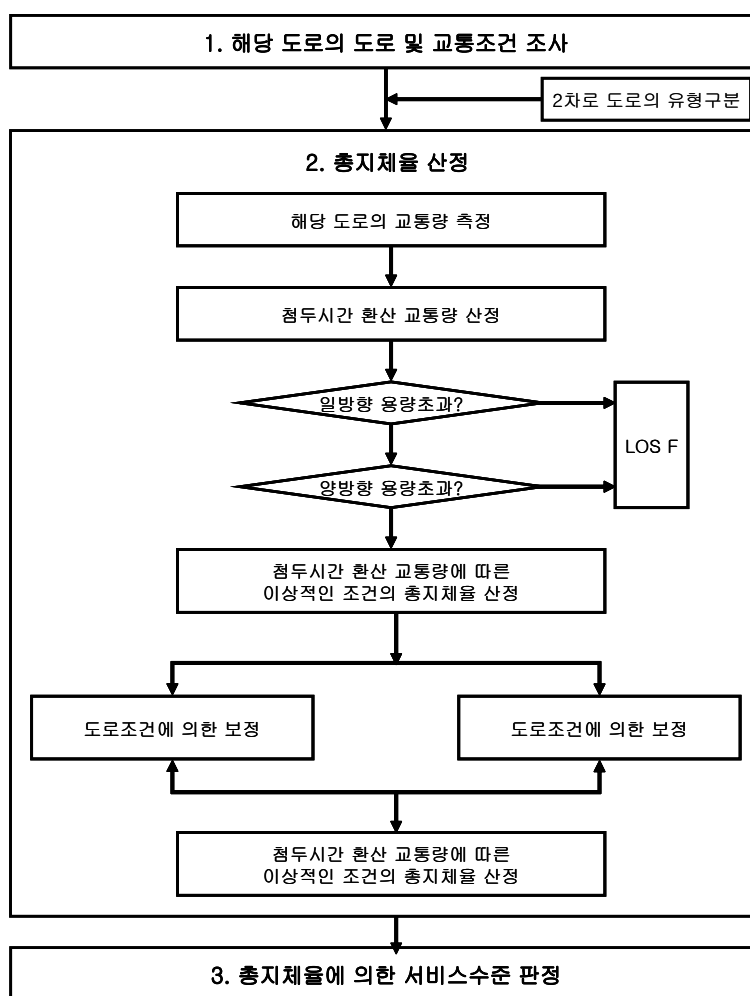 1. 해당 도로의 도로 및 교통조건 조사
2차로 도로의 유형구분
2. 총지체율 산정
해당 도로의 교통량 측정
첨두시간 환산 교통량 산정
일방향 용량초과?
LOS F
양방향 용량초과?
첨두시간 환산 교통량에 따른
이상적인 조건의 총지체율 산정
도로조건에 의한 보정
도로조건에 의한 보정
첨두시간 환산 교통량에 따른
이상적인 조건의 총지체율 산정
3. 총지체율에 의한 서비스수준 판정